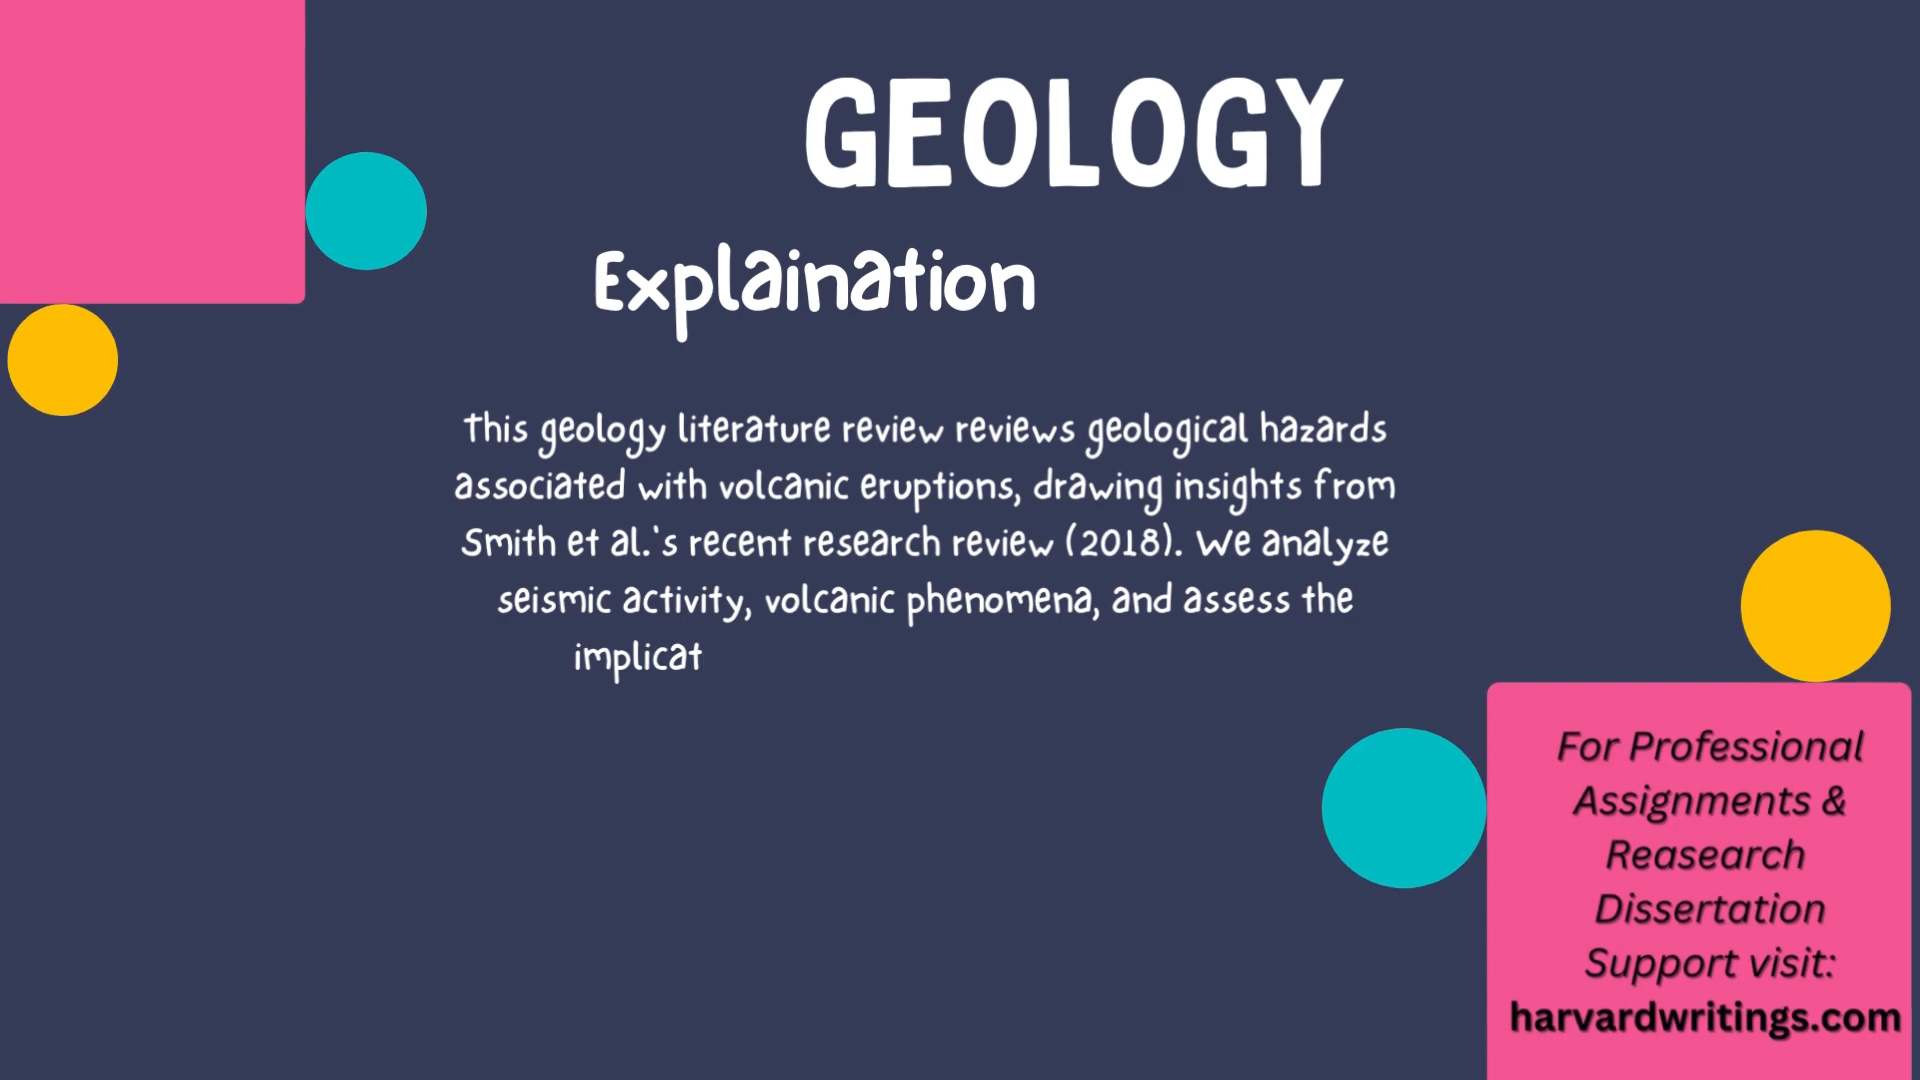 GEOLOGY
Explaination
This geology literature review reviews geological hazards
associated with volcanic eruptions, drawing insights from
Smith et al.'s recent research review (2018). We analyze
seismic activity, volcanic phenomena, and assess the
implicat
For Professional
Assignments &
Reasearch
Dissertation
Support visit:
harvardwritings.com